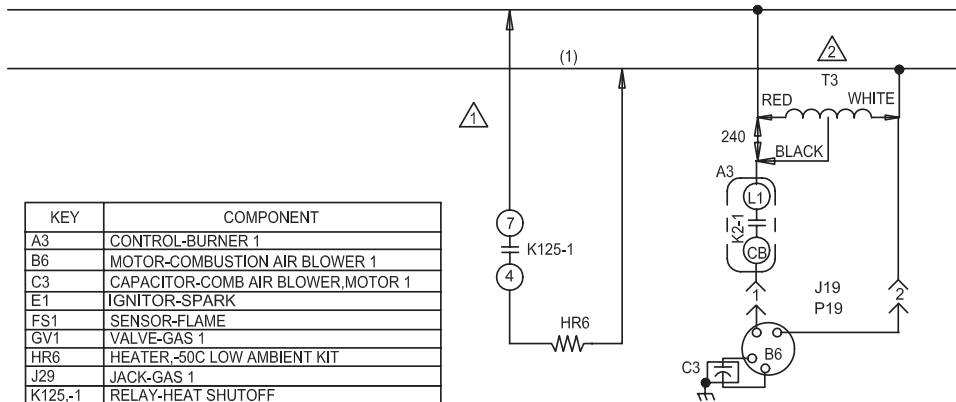 (1)
2
T3
1
RED
WHITE
240
BLACK
A3
L1
K2-1
CB
7
K125-1
4
HR6
1
J19
P19
2
B6
C3
KEY COMPONENT
A3 CONTROL-BURNER 1
B6 MOTOR-COMBUSTION AIR BLOWER 1
C3 CAPACITOR-COMB AIR BLOWER,MOTOR 1
E1 IGNITOR-SPARK
FS1 SENSOR-FLAME
GV1 VALVE-GAS 1
HR6 HEATER,-50C LOW AMBIENT KIT
J29 JACK-GAS 1
K125,-1 RELAY-HEAT SHUTOFF